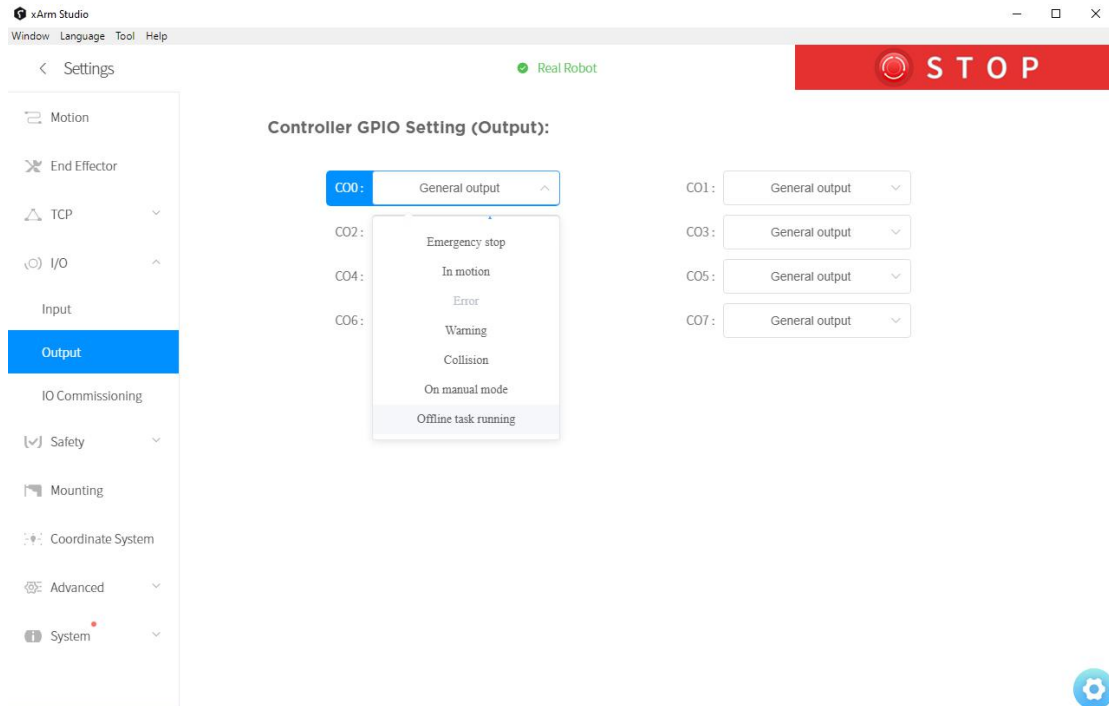 xArm Studio
Window Language Tool Help
Settings
Real Robot
STOP
Motion
End Effector
TCP
I/O
Input
Output
IO Commissioning
Safety
Mounting
Coordinate System
Advanced
System
Controller GPIO Setting (Output):
CO0 : General output
CO1 : General output
CO2 :
CO3 : General output
CO4 :
CO5 : General output
CO6 :
CO7 : General output
Emergency stop
In motion
Error
Warning
Collision
On manual mode
Offline task running